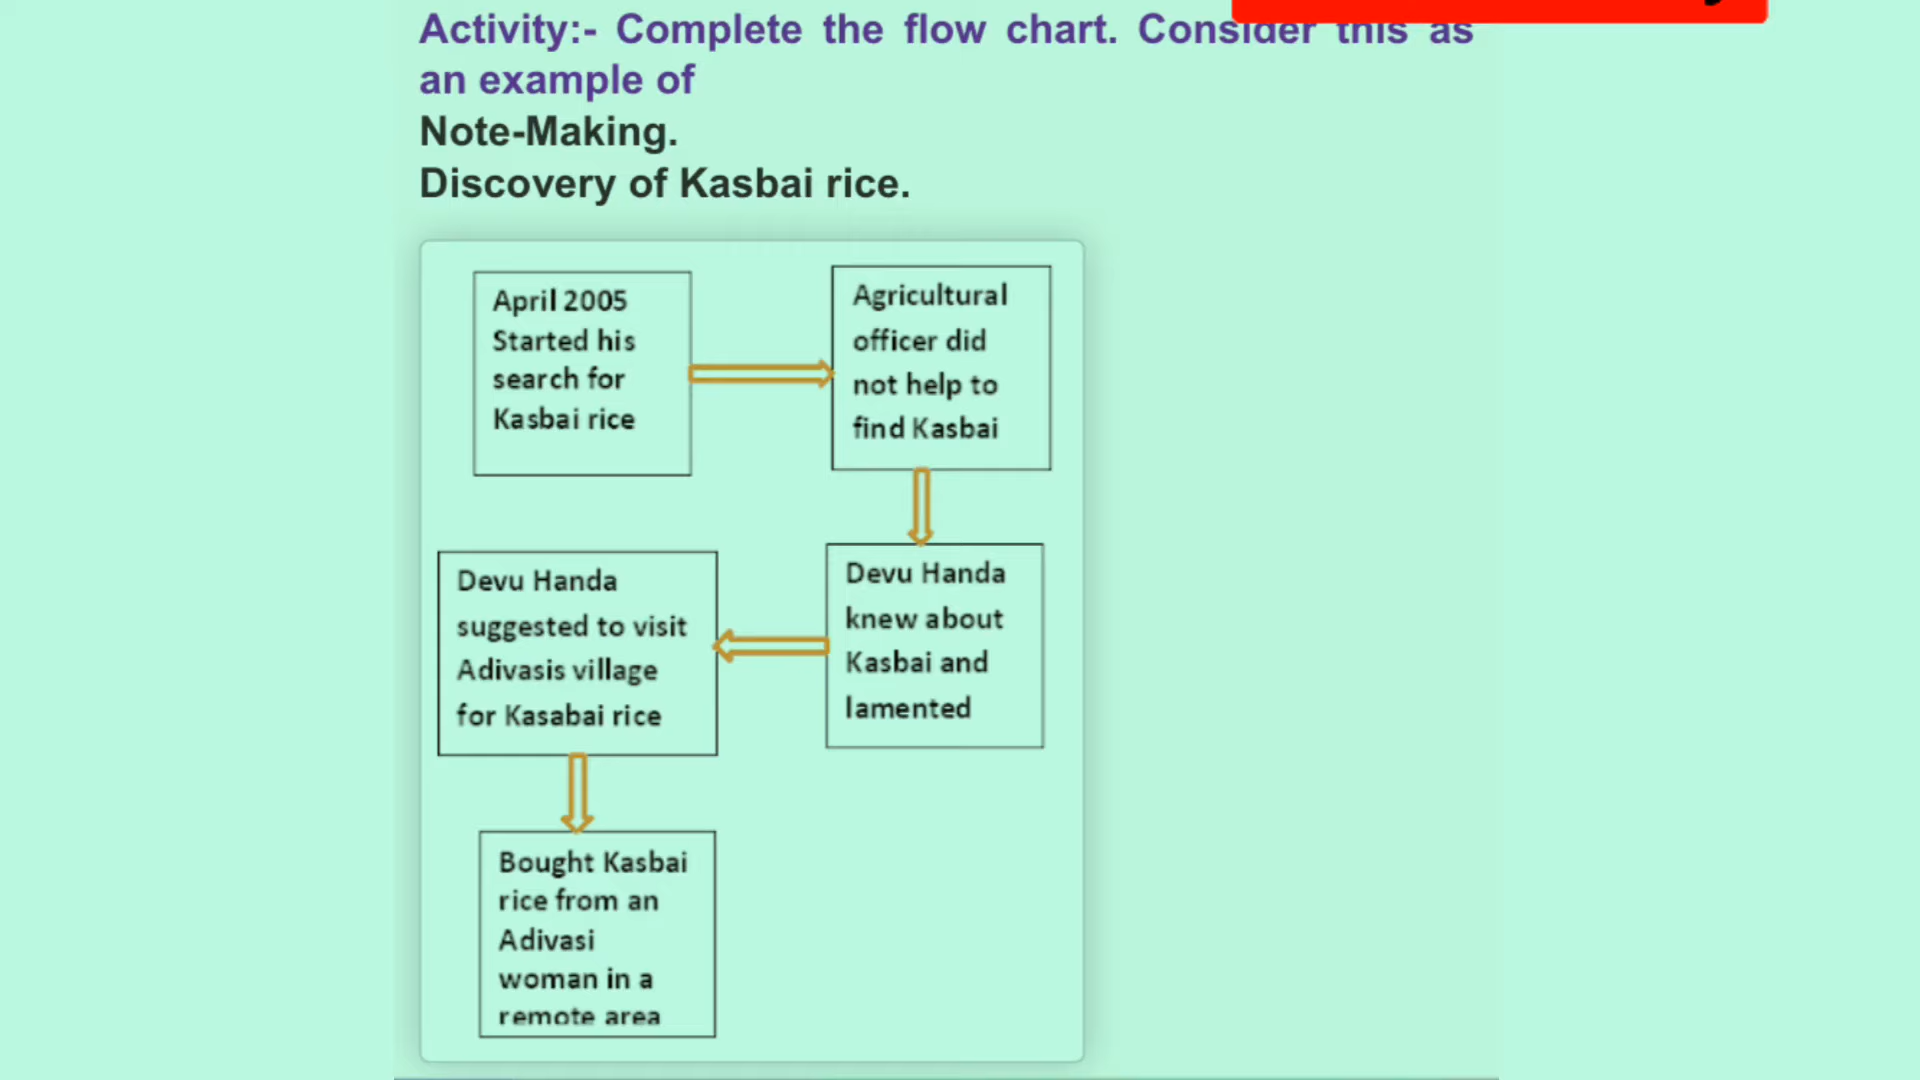 Activity:- Complete the flow chart. Consider this as
an example of
Note-Making.
Discovery of Kasbai rice.
April 2005
Started his
search for
Kasbai rice
Agricultural
officer did
not help to
find Kasbai
Devu Handa
knew about
Kasbai and
lamented
Devu Handa
suggested to visit
Adivasis village
for Kasabai rice
Bought Kasbai
rice from an
Adivasi
woman in a
remote area